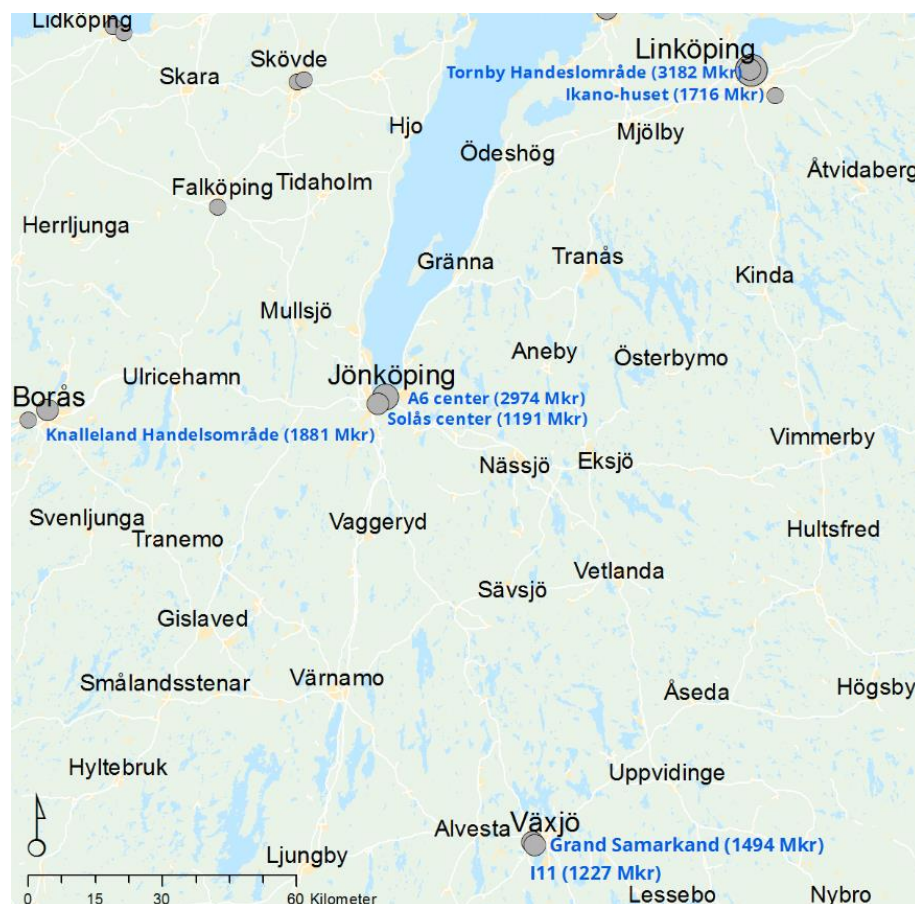 Lidköping
Skara
Skövde
Linköping
Tornby Handeslområde (3182 Mkr)
Ikano-huset (1716 Mkr)
Hjo
Mjölby
Ödeshög
Åtvidaberg
Falköping
Tidaholm
Herrljunga
Gränna
Tranås
Kinda
Mullsjö
Aneby
Österbymo
Ulricehamn
Jönköping
Borås
A6 center (2974 Mkr)
Solås center (1191 Mkr)
Knalleland Handelsområde (1881 Mkr)
Vimmerby
Nässjö
Eksjö
Svenljunga
Tranemo
Vaggeryd
Hultsfred
Sävsjö
Vetlanda
Gislaved
Smålandsstenar
Värnamo
Åseda
Högsby
Hyltebruk
Uppvidinge
Alvesta
Växjö
Grand Samarkand (1494 Mkr)
Ljungby
I11 (1227 Mkr)
Lessebo
Nybro
0 15 30 60 Kilometer